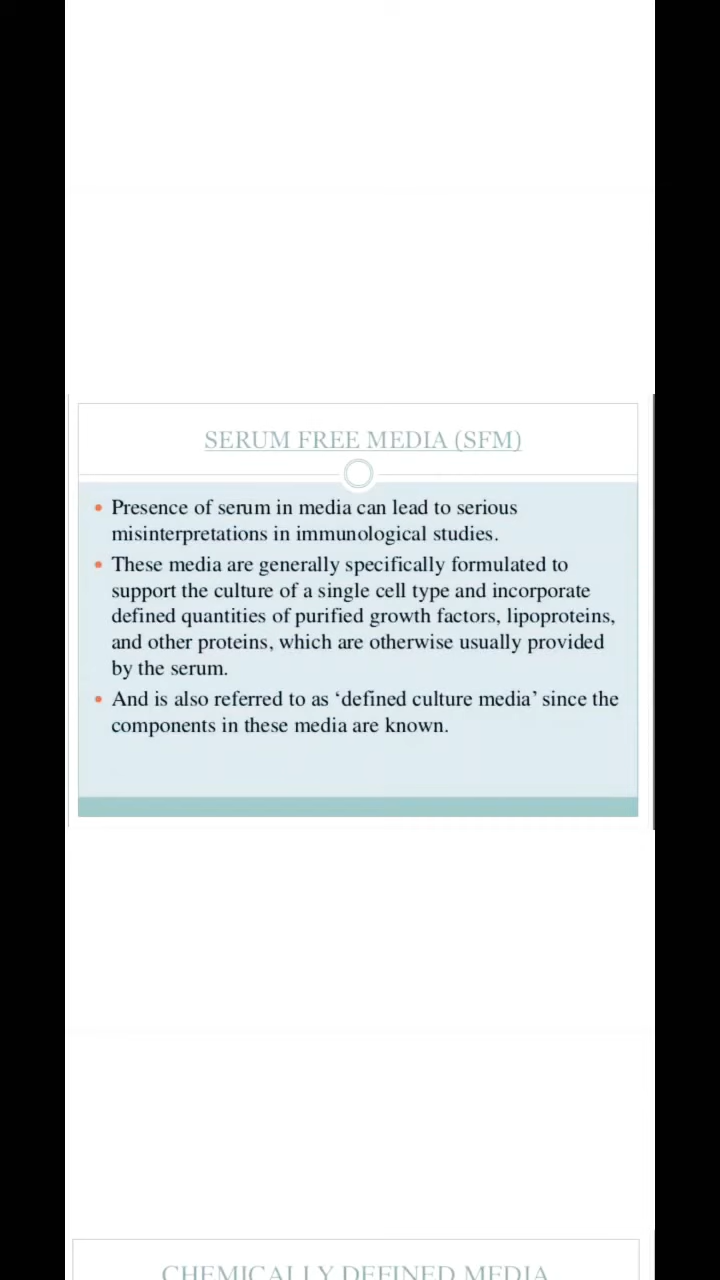 SERUM FREE MEDIA (SFM)
• Presence of serum in media can lead to serious
misinterpretations in immunological studies.
• These media are generally specifically formulated to
support the culture of a single cell type and incorporate
defined quantities of purified growth factors, lipoproteins,
and other proteins, which are otherwise usually provided
by the serum.
• And is also referred to as ‘defined culture media’ since the
components in these media are known.
CHEMICALLY DEFINED MEDIA